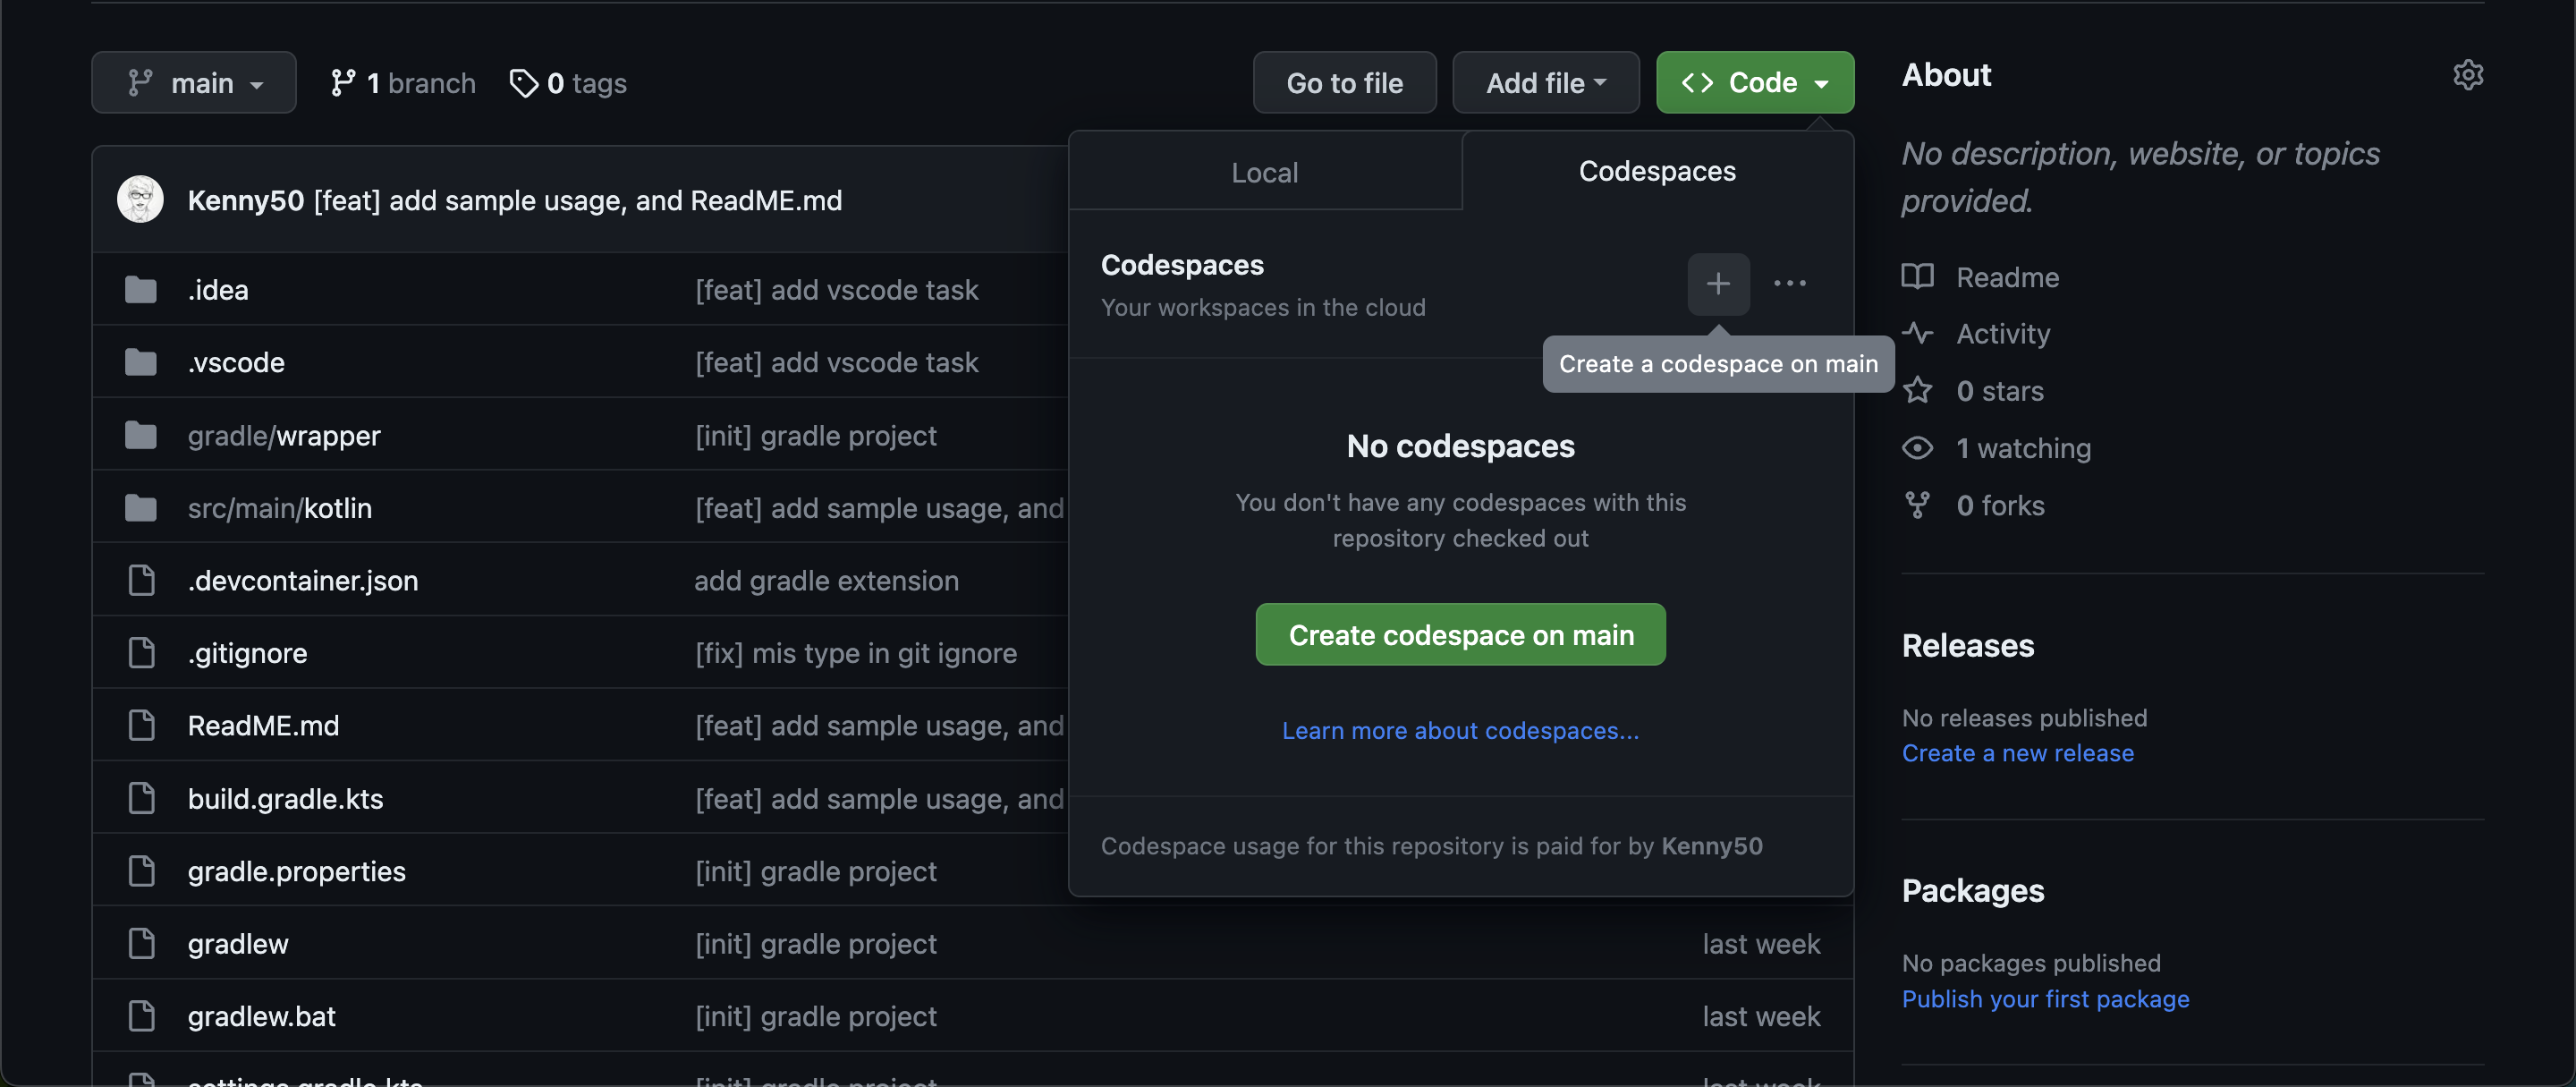 main
1 branch
0 tags
Go to file
Add file
Code
Local
Codespaces
Codespaces
Your workspaces in the cloud
Create a codespace on main
No codespaces
You don't have any codespaces with this
repository checked out
Create codespace on main
Learn more about codespaces...
Codespace usage for this repository is paid for by Kenny50
Kenny50 [feat] add sample usage, and ReadME.md
.idea [feat] add vscode task
.vscode [feat] add vscode task
gradle/wrapper [init] gradle project
src/main/kotlin [feat] add sample usage, and
.devcontainer.json add gradle extension
.gitignore [fix] mis type in git ignore
ReadME.md [feat] add sample usage, and
build.gradle.kts [feat] add sample usage, and
gradle.properties [init] gradle project
gradlew [init] gradle project last week
gradlew.bat [init] gradle project last week
settings.gradle.kts [init] gradle project last week
About
No description, website, or topics
provided.
Readme
Activity
0 stars
1 watching
0 forks
Releases
No releases published
Create a new release
Packages
No packages published
Publish your first package